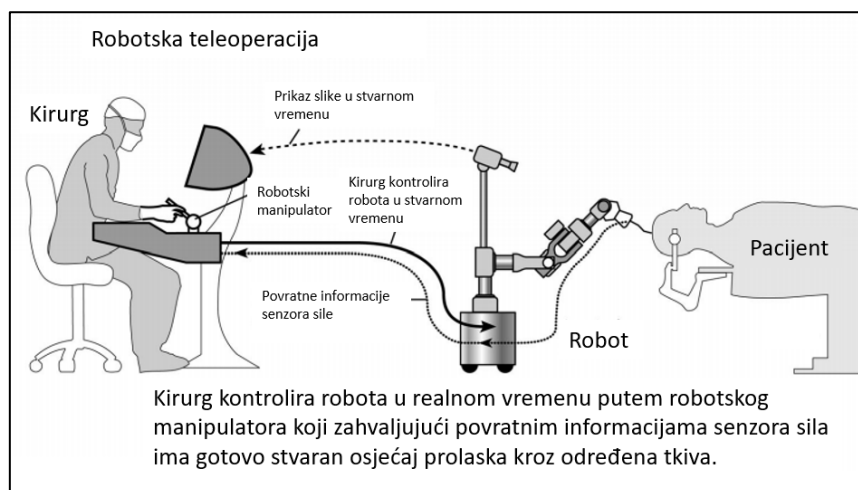 Robotska teleoperacija
Kirurg
Prikaz slike u stvarnom
vremenu
Robotski
manipulator
Kirurg kontrolira
robota u stvarnom
vremenu
Pacijent
Povratne informacije
senzora sile
Robot
Kirurg kontrolira robota u realnom vremenu putem robotskog
manipulatora koji zahvaljujući povratnim informacijama senzora sila
ima gotovo stvaran osjećaj prolaska kroz određena tkiva.